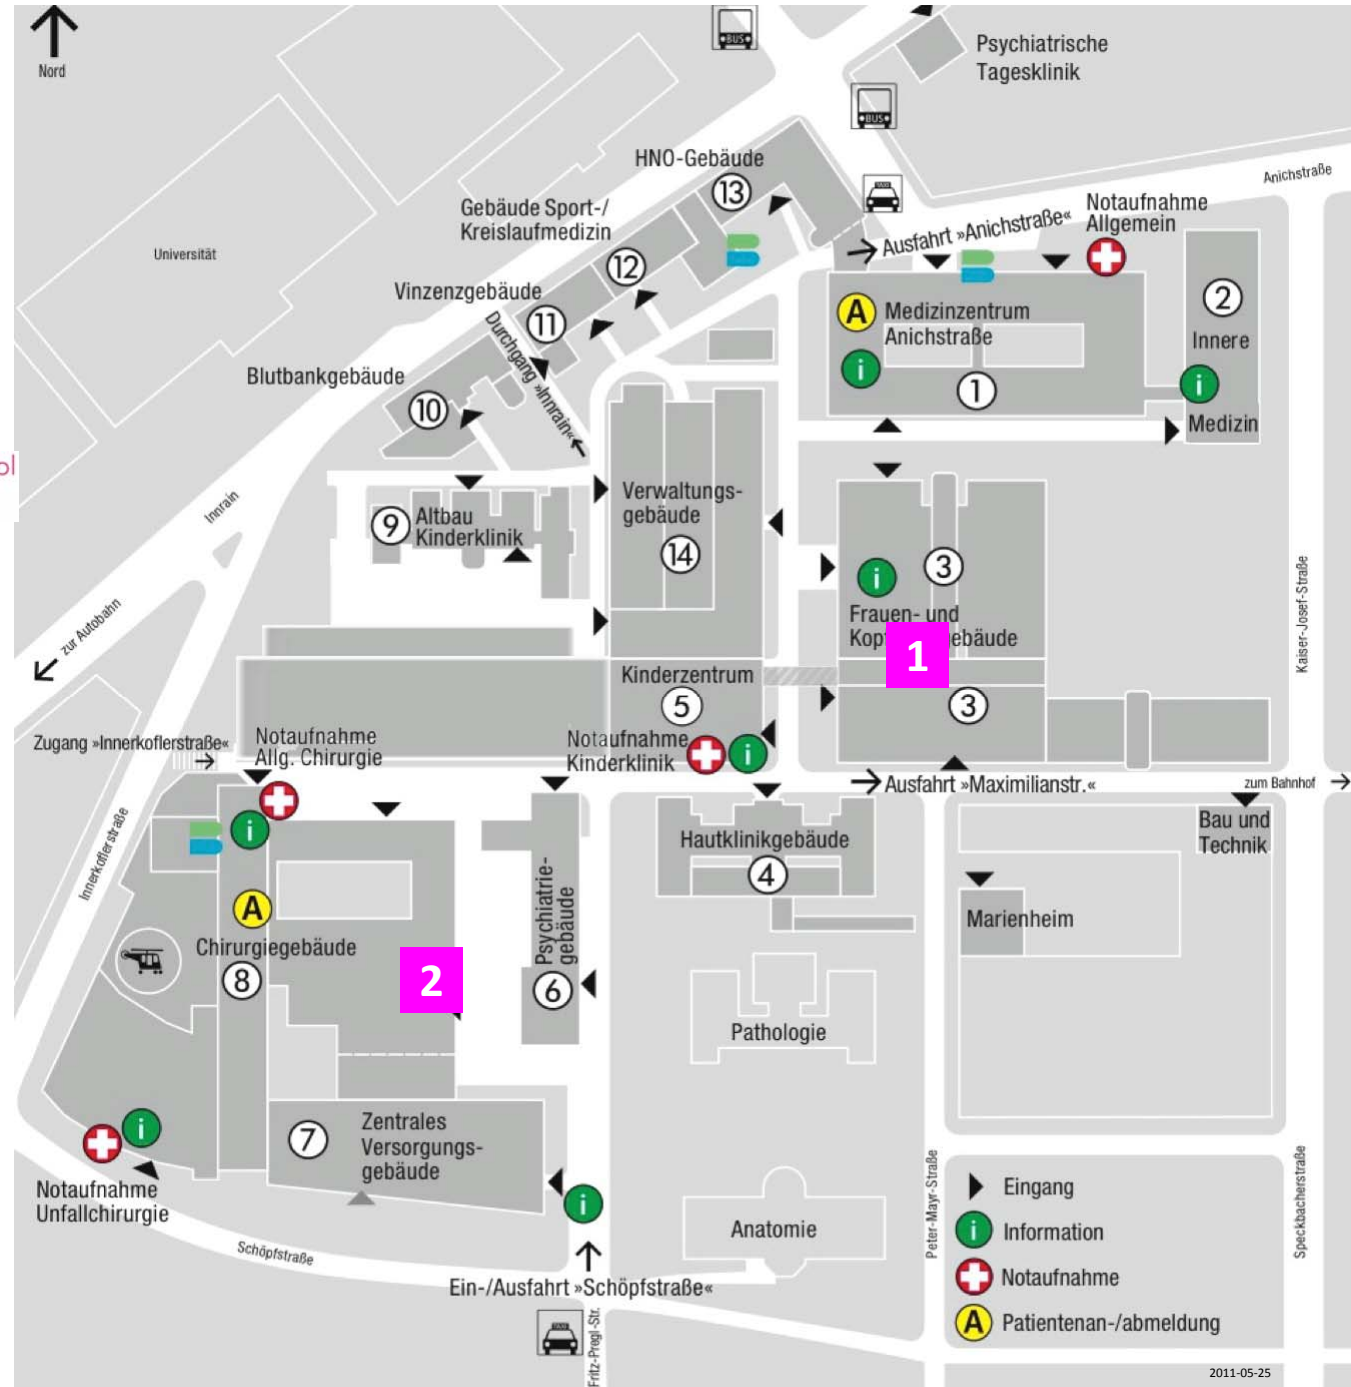 Nord
BUS
Psychiatrische
Tagesklinik
BUS
HNO-Gebäude
13
TAXI
Anichstraße
Notaufnahme
Allgemein
Gebäude Sport-/
Kreislaufmedizin
Ausfahrt »Anichstraße«
Universität
12
2
Innere
Medizin
i
Vinzenzgebäude
11
A
Medizinzentrum
Anichstraße
i
1
Durchgang »Innrain«
Blutbankgebäude
10
ol
Innrain
9
Altbau
Kinderklinik
Verwaltungs-
gebäude
14
i
3
Frauen- und
1
Kaiser-Josef-Straße
zur Autobahn
Kinderzentrum
5
3
Zugang »Innerkoflerstraße«
Notaufnahme
Allg. Chirurgie
Notaufnahme
Kinderklinik
i
Ausfahrt »Maximilianstr.«
zum Bahnhof
Innerkoflerstraße
i
Hautklinikgebäude
4
Bau und
Technik
Psychiatrie-
gebäude
6
A
Chirurgiegebäude
8
2
Marienheim
Pathologie
i
7
Zentrales
Versorgungs-
gebäude
Notaufnahme
Unfallchirurgie
i
Anatomie
Peter-Mayr-Straße
Speckbacherstraße
Eingang
i Information
Notaufnahme
A Patientenan-/abmeldung
Schöpfstraße
Ein-/Ausfahrt »Schöpfstraße«
TAXI
Fritz-Pregl-Str.
2011-05-25